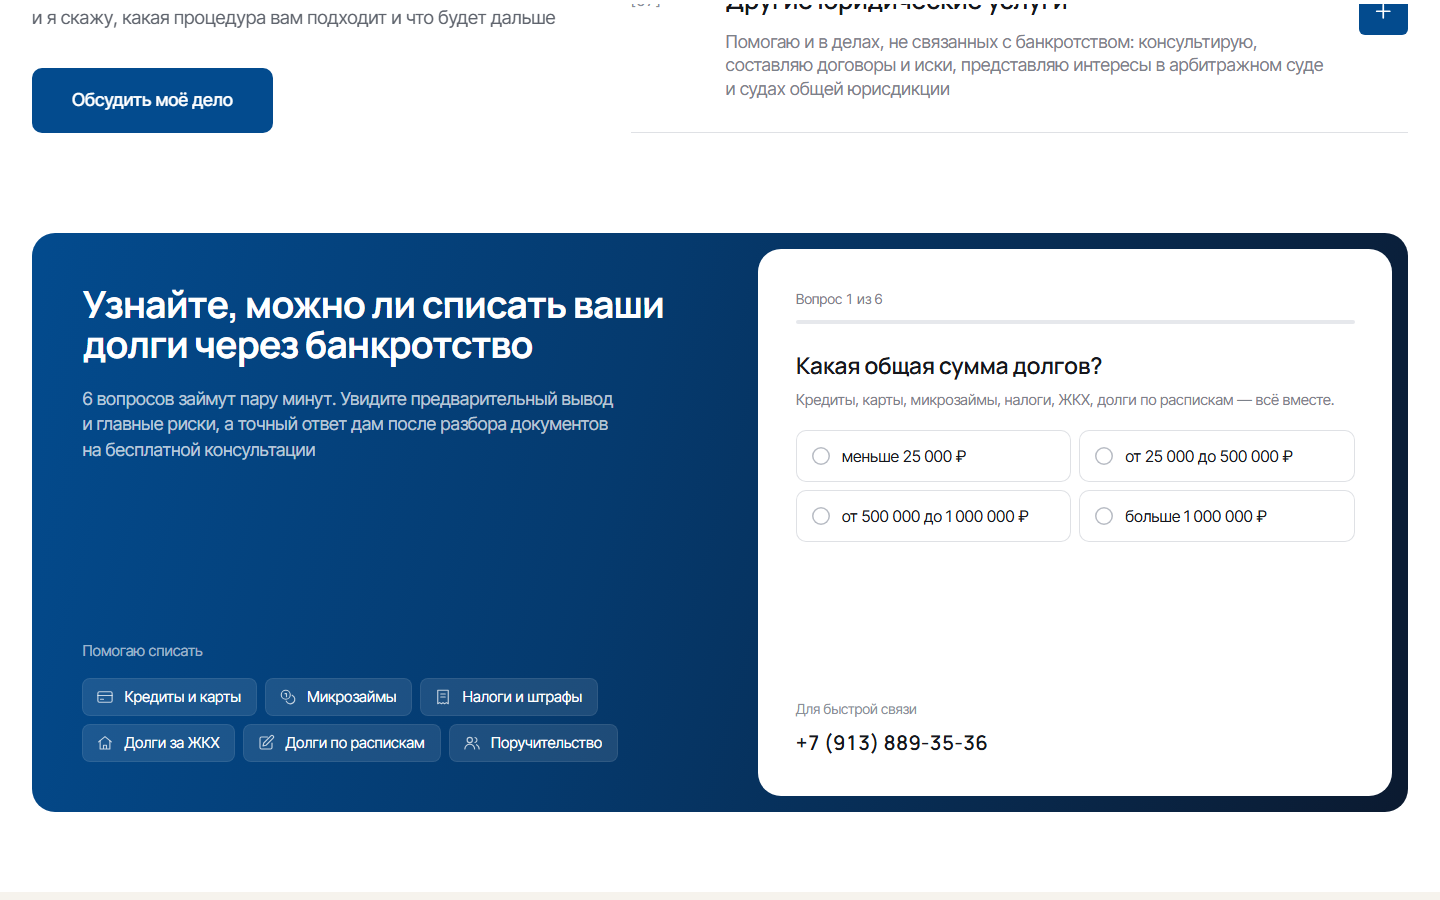 и я скажу, какая процедура вам подходит и что будет дальше
Обсудить моё дело
Другие юридические услуги
Помогаю и в делах, не связанных с банкротством: консультирую,
составляю договоры и иски, представляю интересы в арбитражном суде
и судах общей юрисдикции
Узнайте, можно ли списать ваши
долги через банкротство
6 вопросов займут пару минут. Увидите предварительный вывод
и главные риски, а точный ответ дам после разбора документов
на бесплатной консультации
Помогаю списать
Кредиты и карты
Микрозаймы
Налоги и штрафы
Долги за ЖКХ
Долги по распискам
Поручительство
Вопрос 1 из 6
Какая общая сумма долгов?
Кредиты, карты, микрозаймы, налоги, ЖКХ, долги по распискам — всё вместе.
меньше 25 000 ₽
от 25 000 до 500 000 ₽
от 500 000 до 1 000 000 ₽
больше 1 000 000 ₽
Для быстрой связи
+7 (913) 889-35-36